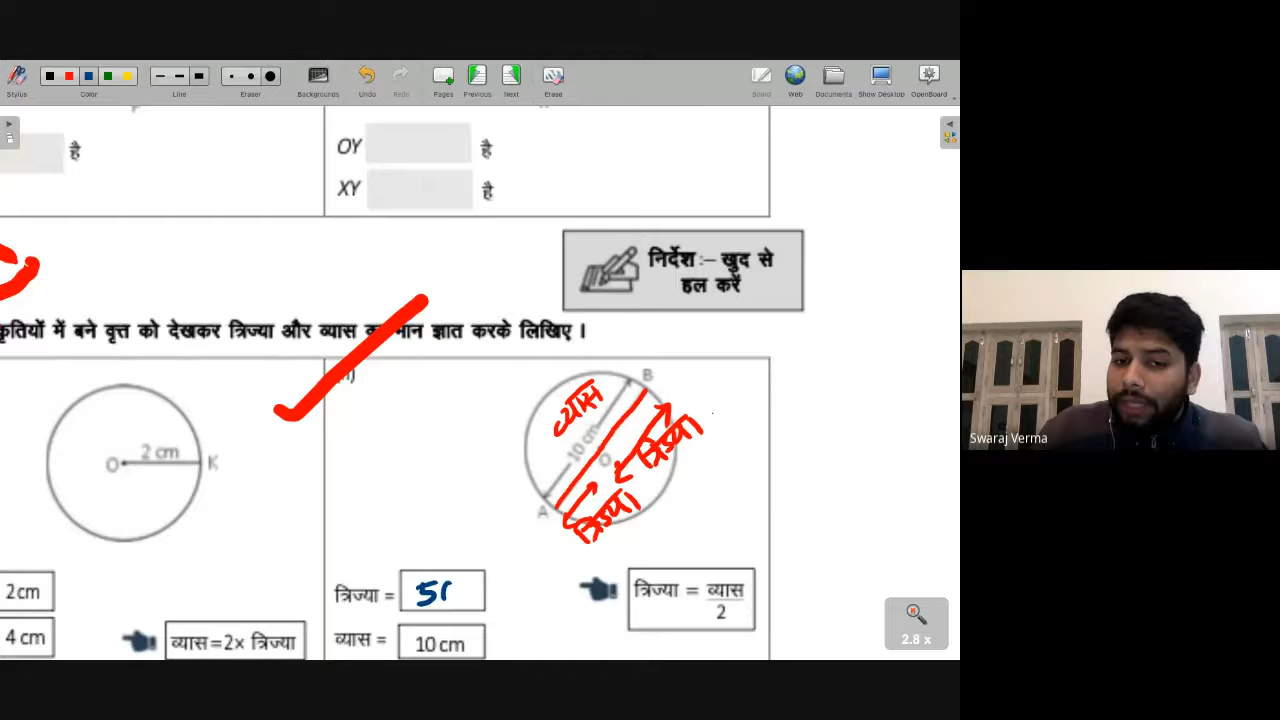 Stylus Color Line Eraser Backgrounds Undo Redo Pages Previous Next Erase Board Web Documents Show Desktop OpenBoard
है
OY है
XY है
निर्देश :– खुद से
हल करें
कृतियों में बने वृत्त को देखकर त्रिज्या और व्यास का मान ज्ञात करके लिखिए ।
O 2 cm K
B
व्यास
10 cm
O
त्रिज्या
A
त्रिज्या
2cm
4 cm
व्यास=2x त्रिज्या
त्रिज्या = 5c
व्यास = 10 cm
त्रिज्या = व्यास
2
2.8 x
Swaraj Verma